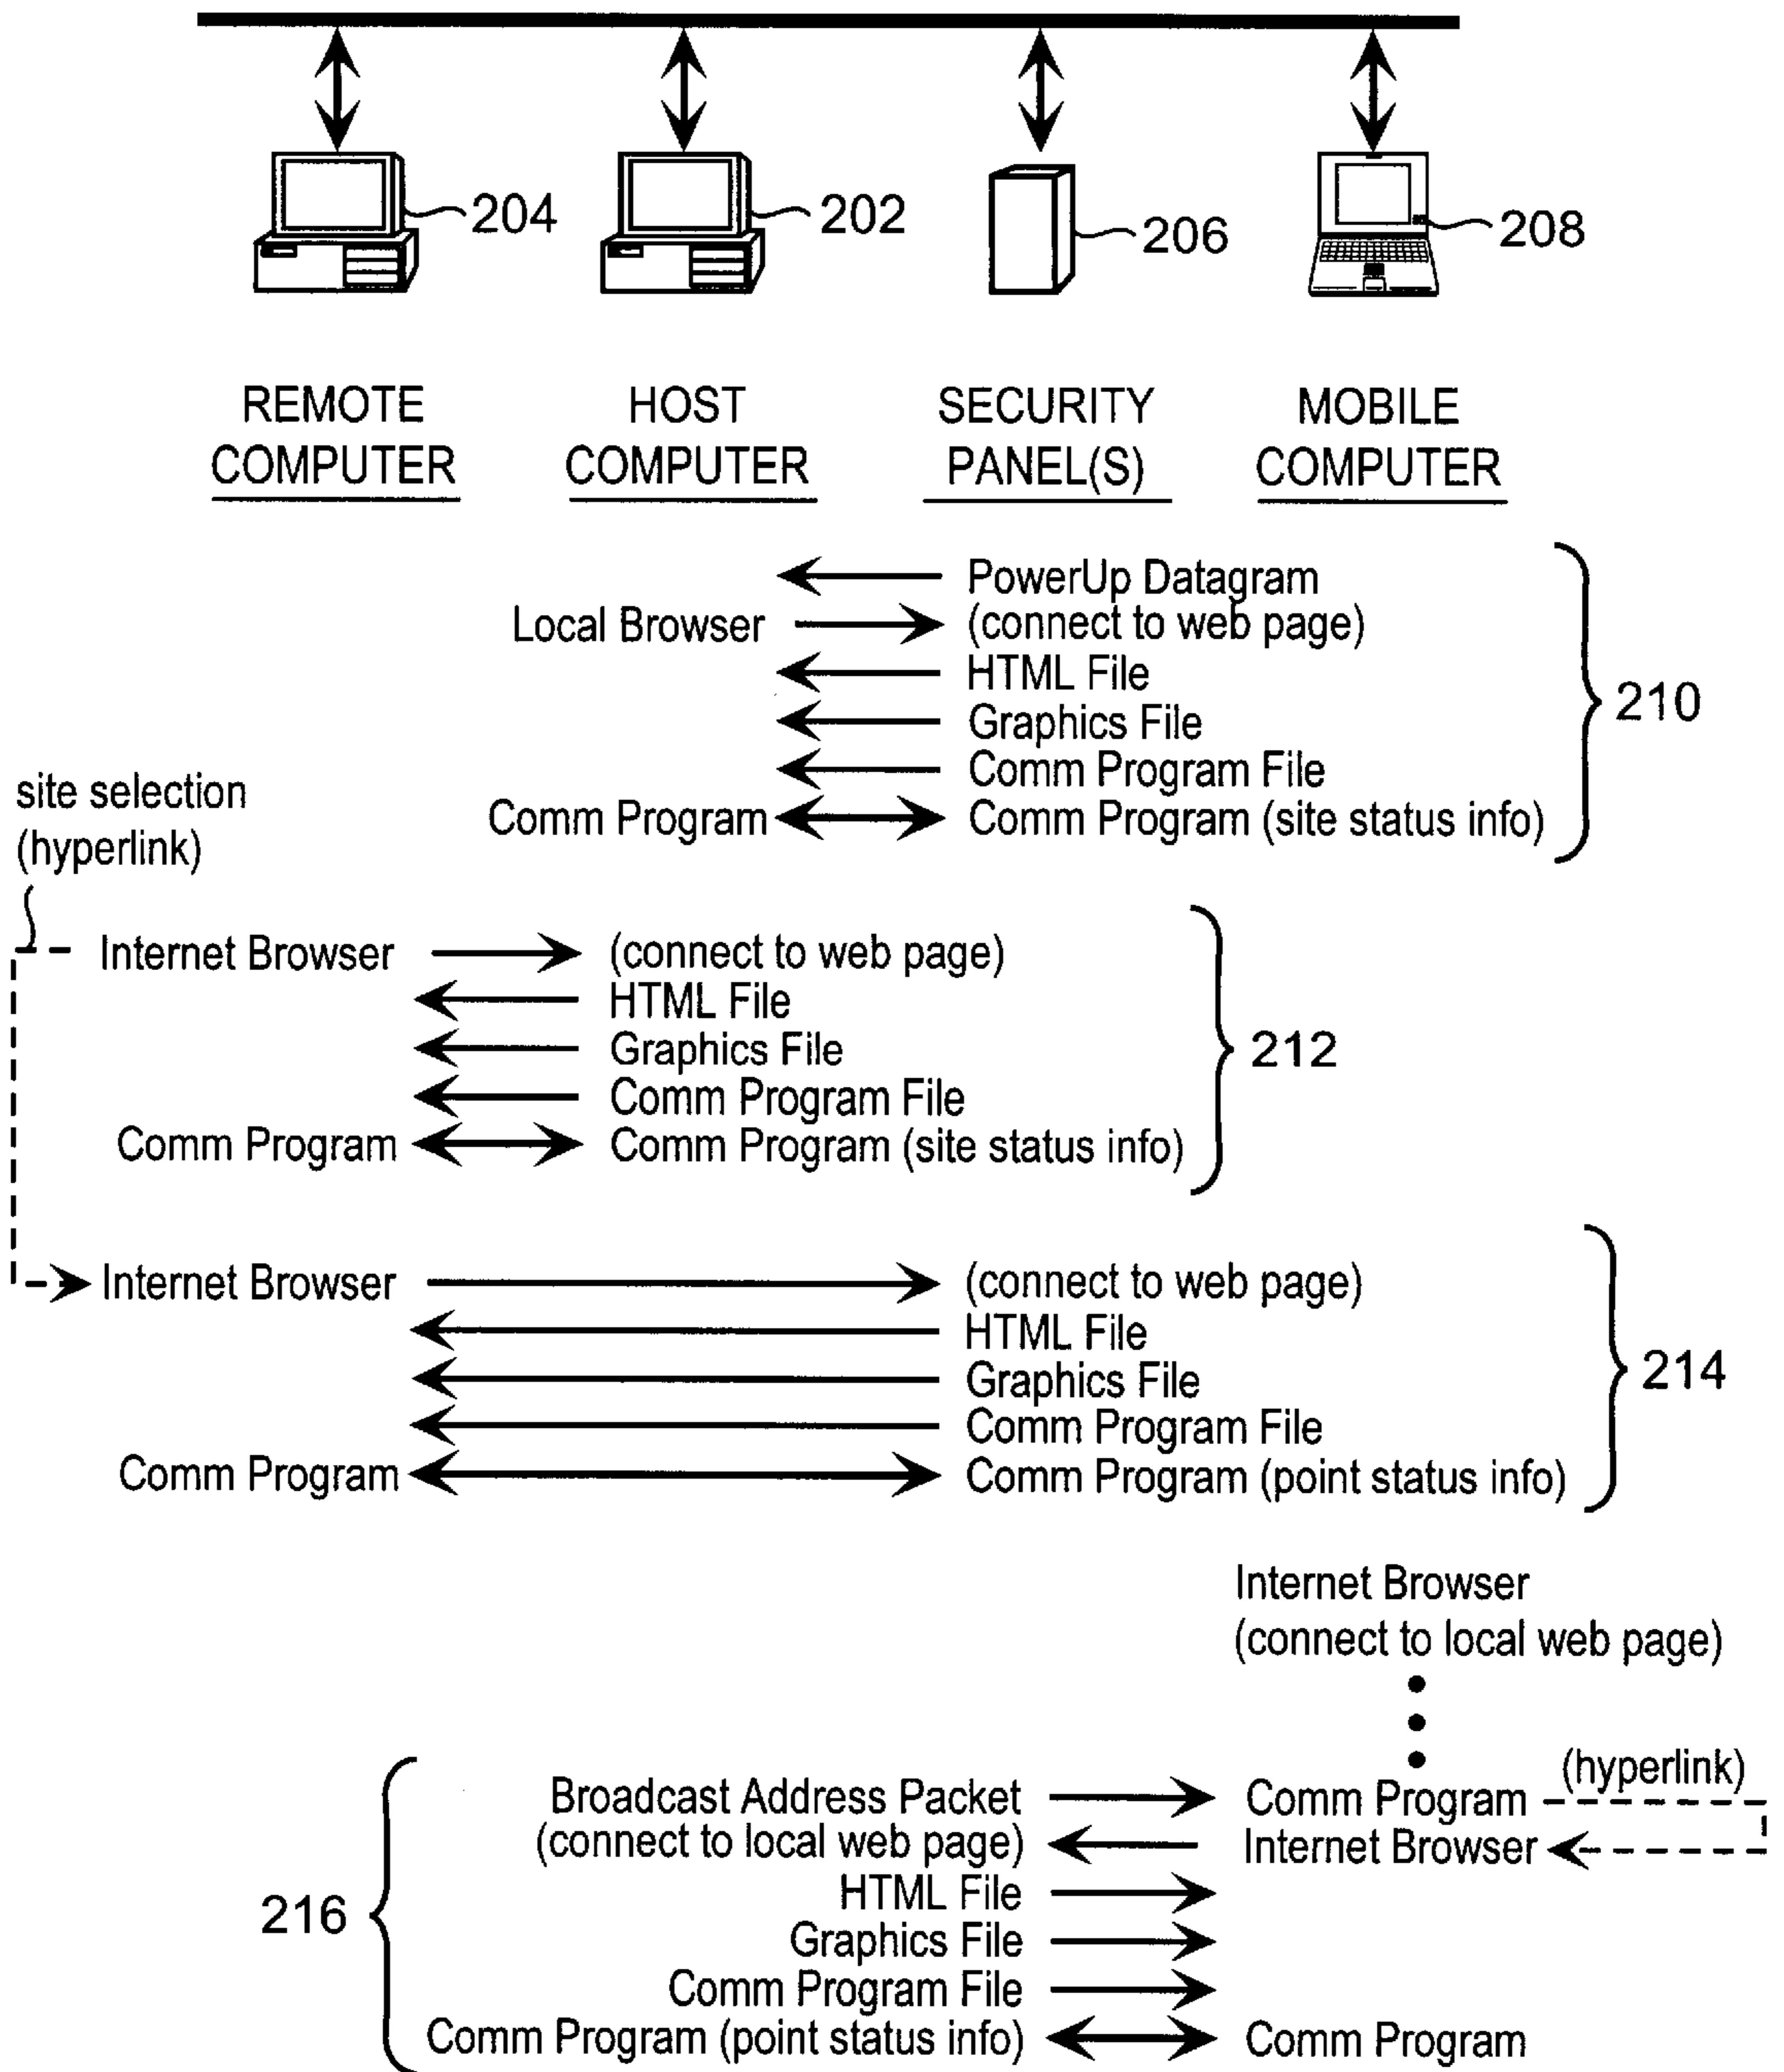 204
202
206
208
REMOTE COMPUTER
HOST COMPUTER
SECURITY PANEL(S)
MOBILE COMPUTER
PowerUp Datagram
Local Browser (connect to web page)
HTML File
Graphics File
Comm Program File
Comm Program Comm Program (site status info)
210
site selection
(hyperlink)
Internet Browser (connect to web page)
HTML File
Graphics File
Comm Program File
Comm Program Comm Program (site status info)
212
Internet Browser (connect to web page)
HTML File
Graphics File
Comm Program File
Comm Program Comm Program (point status info)
214
Internet Browser
(connect to local web page)
Broadcast Address Packet Comm Program (hyperlink)
(connect to local web page) Internet Browser
HTML File
Graphics File
Comm Program File
Comm Program (point status info) Comm Program
216